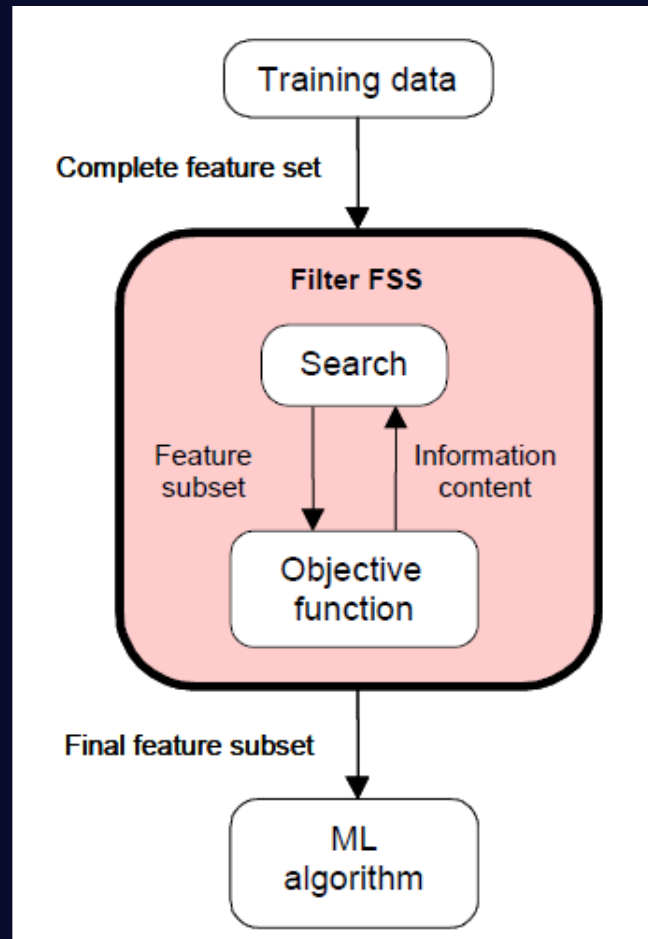 Training data
Complete feature set
Filter FSS
Search
Feature
subset
Information
content
Objective
function
Final feature subset
ML
algorithm